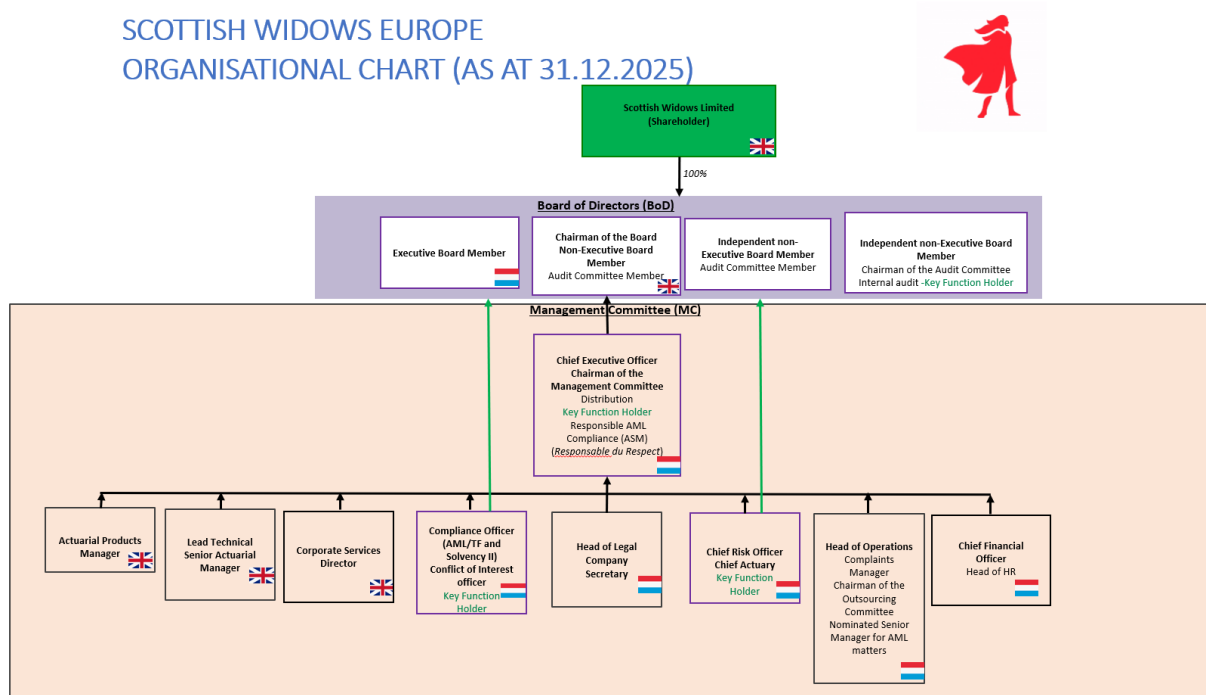 SCOTTISH WIDOWS EUROPE
ORGANISATIONAL CHART (AS AT 31.12.2025)
Scottish Widows Limited
(Shareholder)
100%
Board of Directors (BoD)
Executive Board Member
Chairman of the Board
Non-Executive Board
Member
Audit Committee Member
Independent non-
Executive Board Member
Audit Committee Member
Independent non-Executive Board
Member
Chairman of the Audit Committee
Internal audit -Key Function Holder
Management Committee (MC)
Chief Executive Officer
Chairman of the
Management Committee
Distribution
Key Function Holder
Responsible AML
Compliance (ASM)
(Responsable du Respect)
Actuarial Products
Manager
Lead Technical
Senior Actuarial
Manager
Corporate Services
Director
Compliance Officer
(AML/TF and
Solvency II)
Conflict of Interest
officer
Key Function
Holder
Head of Legal
Company
Secretary
Chief Risk Officer
Chief Actuary
Key Function
Holder
Head of Operations
Complaints
Manager
Chairman of the
Outsourcing
Committee
Nominated Senior
Manager for AML
matters
Chief Financial
Officer
Head of HR